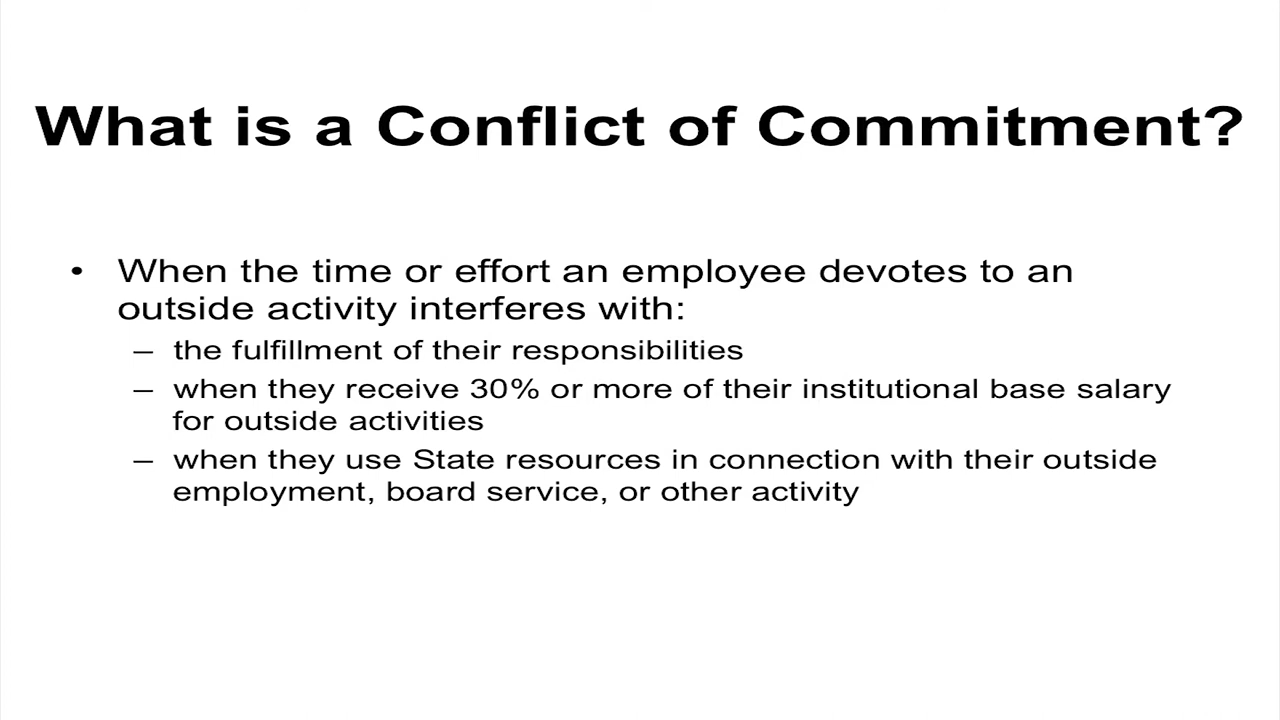 What is a Conflict of Commitment?
• When the time or effort an employee devotes to an
outside activity interferes with:
– the fulfillment of their responsibilities
– when they receive 30% or more of their institutional base salary
for outside activities
– when they use State resources in connection with their outside
employment, board service, or other activity